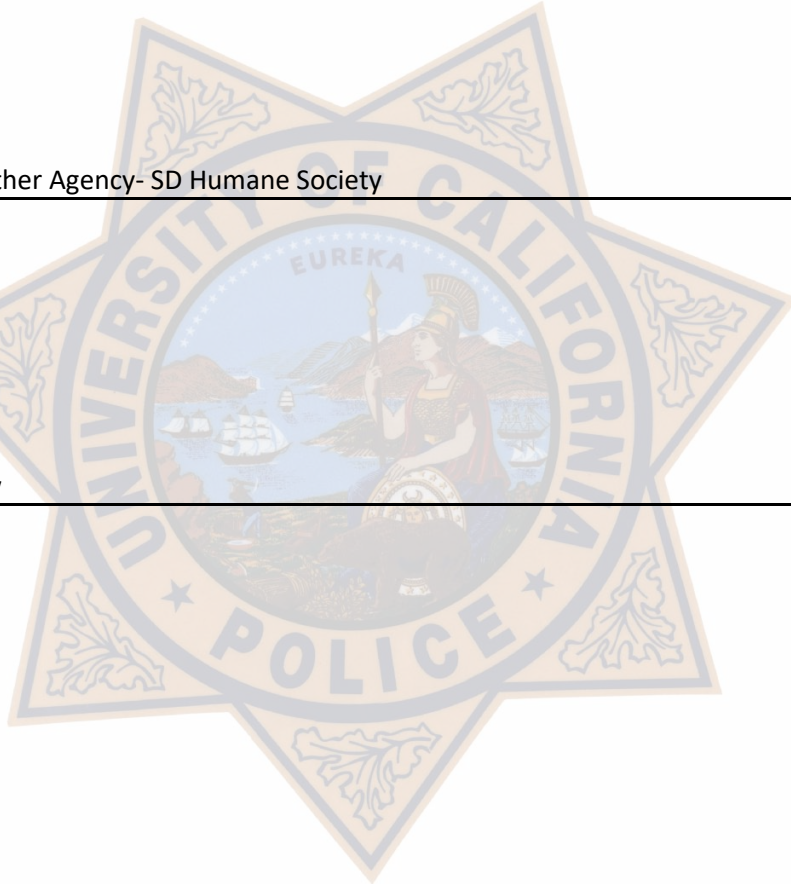 ther Agency- SD Humane Society
EUREKA
UNIVERSITY OF CALIFORNIA
POLICE